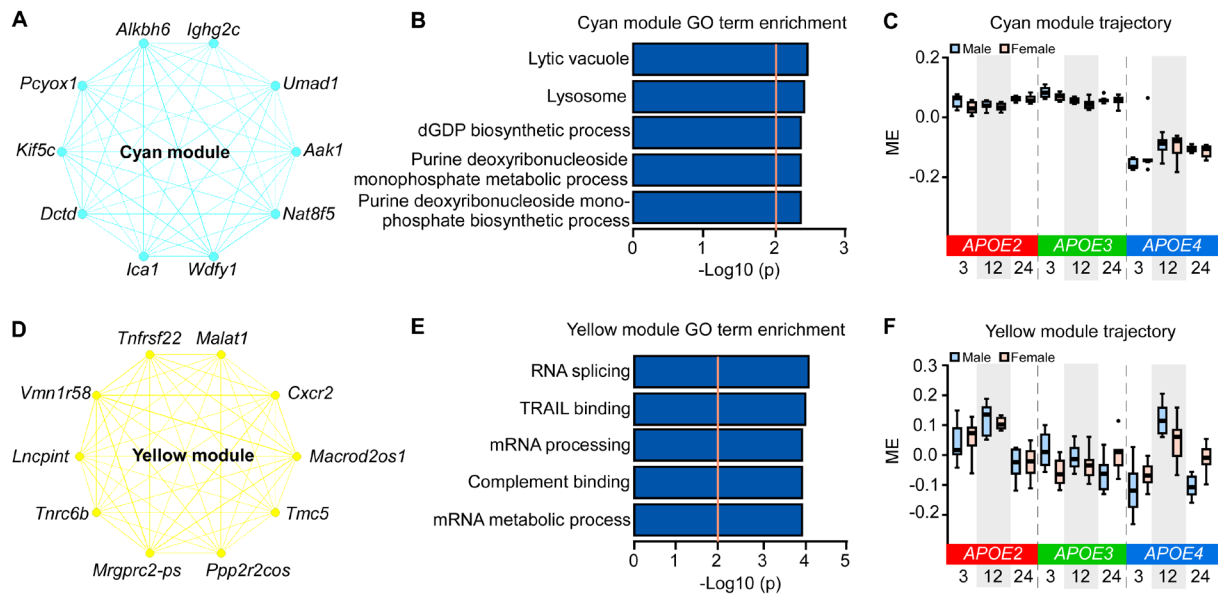 A
Alkbh6
Ighg2c
Pcyox1
Umad1
Kif5c
Cyan module
Aak1
Dctd
Nat8f5
Ica1
Wdfy1
B
Cyan module GO term enrichment
Lytic vacuole
Lysosome
dGDP biosynthetic process
Purine deoxyribonucleoside
monophosphate metabolic process
Purine deoxyribonucleoside mono-
phosphate biosynthetic process
0 1 2 3
-Log10 (p)
C
Cyan module trajectory
Male Female
ME
0.2
0.0
-0.2
APOE2 APOE3 APOE4
3 12 24 3 12 24 3 12 24
D
Tnfrsf22
Malat1
Vmn1r58
Cxcr2
Lncpint
Yellow module
Macrod2os1
Tnrc6b
Tmc5
Mrgprc2-ps
Ppp2r2cos
E
Yellow module GO term enrichment
RNA splicing
TRAIL binding
mRNA processing
Complement binding
mRNA metabolic process
0 1 2 3 4 5
-Log10 (p)
F
Yellow module trajectory
Male Female
ME
0.3
0.2
0.1
0.0
-0.1
-0.2
APOE2 APOE3 APOE4
3 12 24 3 12 24 3 12 24